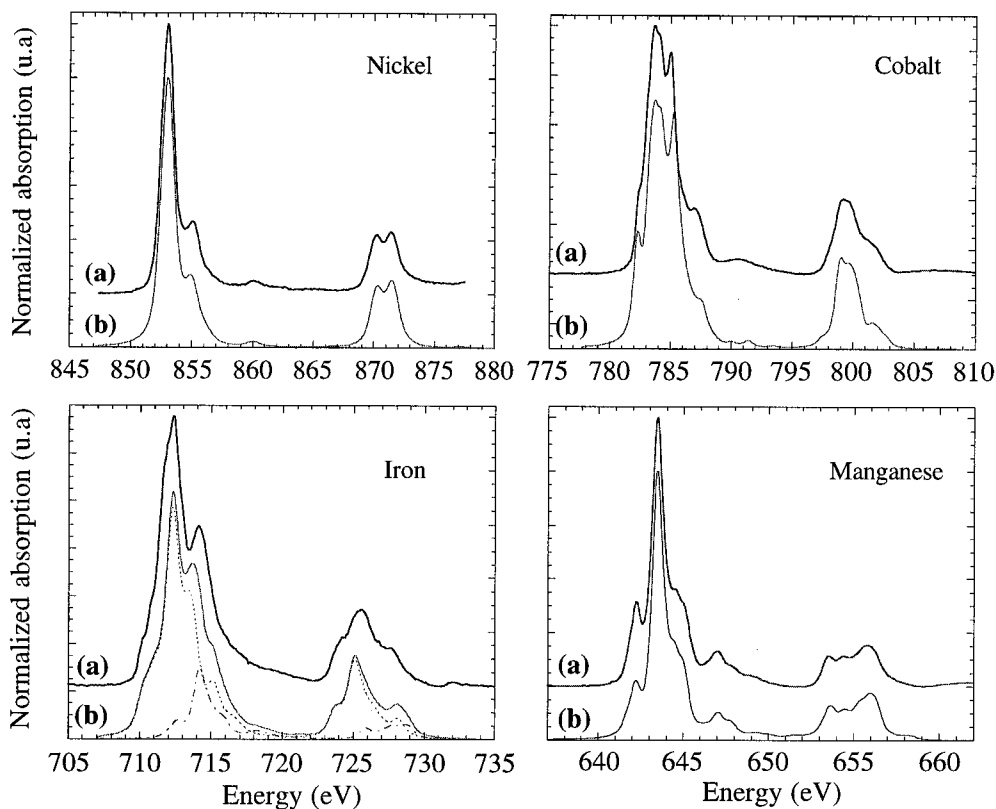 Normalized absorption (u.a)
Nickel
(a)
(b)
845 850 855 860 865 870 875 880
Cobalt
(a)
(b)
775 780 785 790 795 800 805 810
Normalized absorption (u.a)
Iron
(a)
(b)
705 710 715 720 725 730 735
Energy (eV)
Manganese
(a)
(b)
640 645 650 655 660
Energy (eV)